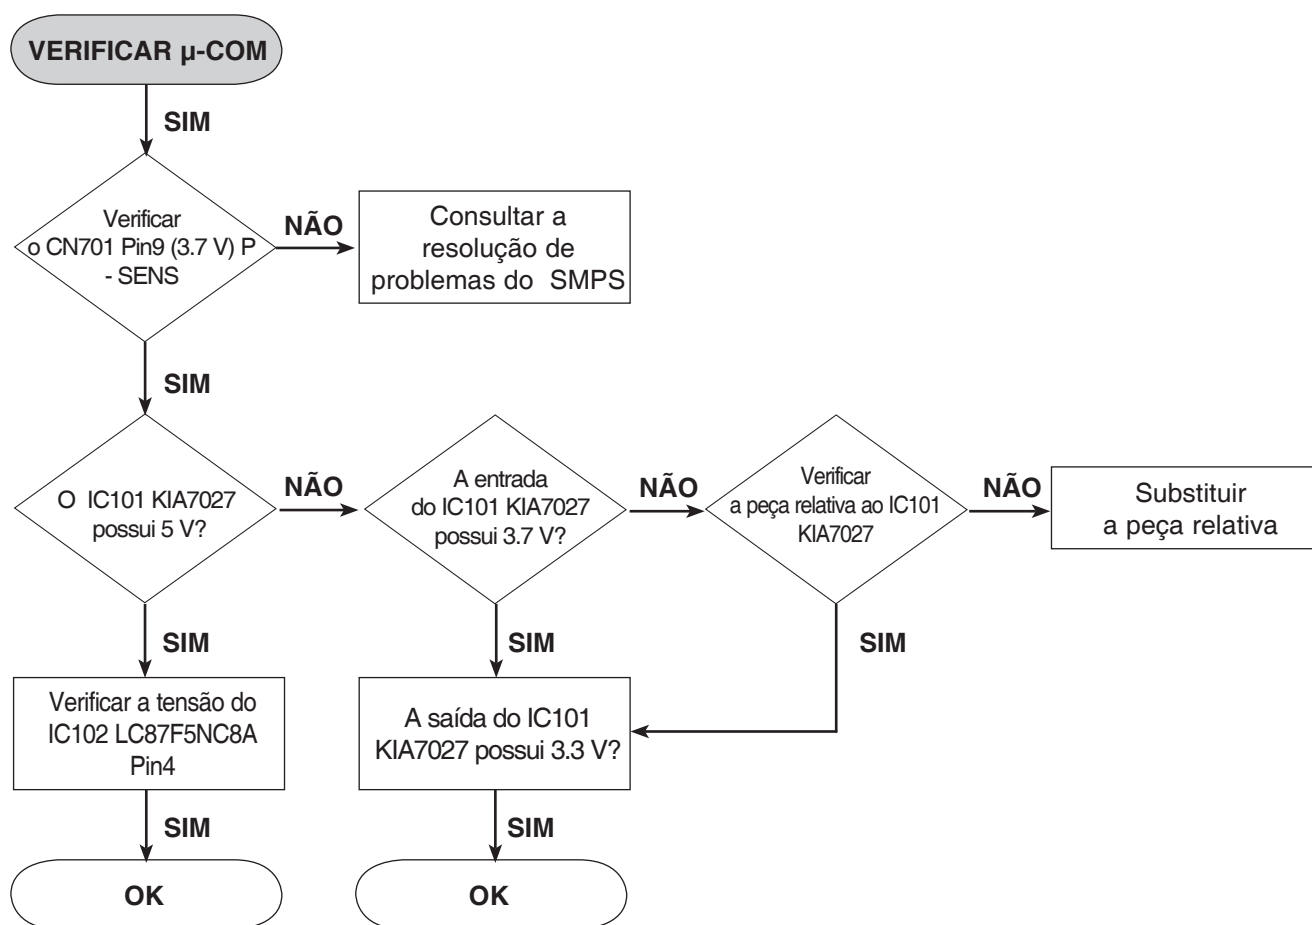 VERIFICAR µ-COM
SIM
Verificar
o CN701 Pin9 (3.7 V) P
- SENS
NÃO
Consultar a
resolução de
problemas do SMPS
SIM
O IC101 KIA7027
possui 5 V?
NÃO
A entrada
do IC101 KIA7027
possui 3.7 V?
NÃO
Verificar
a peça relativa ao IC101
KIA7027
NÃO
Substituir
a peça relativa
SIM
SIM
SIM
Verificar a tensão do
IC102 LC87F5NC8A
Pin4
A saída do IC101
KIA7027 possui 3.3 V?
SIM
SIM
OK
OK